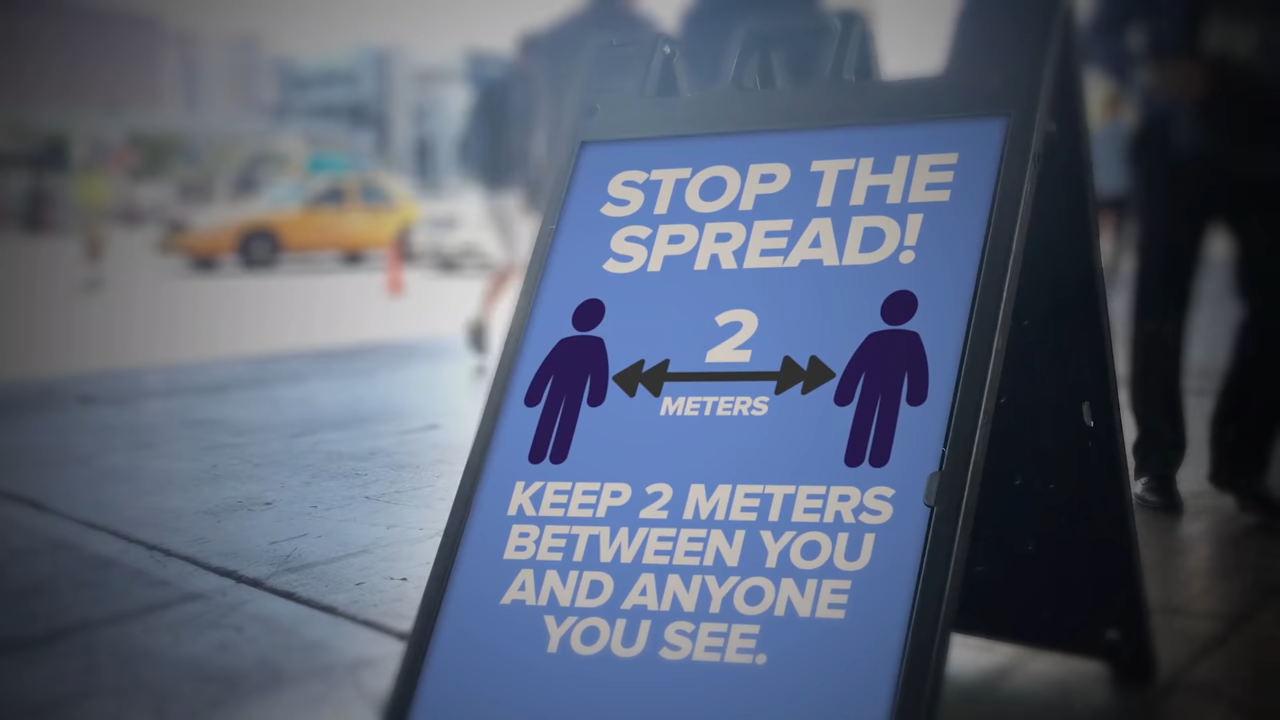 STOP THE
SPREAD!
2
METERS
KEEP 2 METERS
BETWEEN YOU
AND ANYONE
YOU SEE.